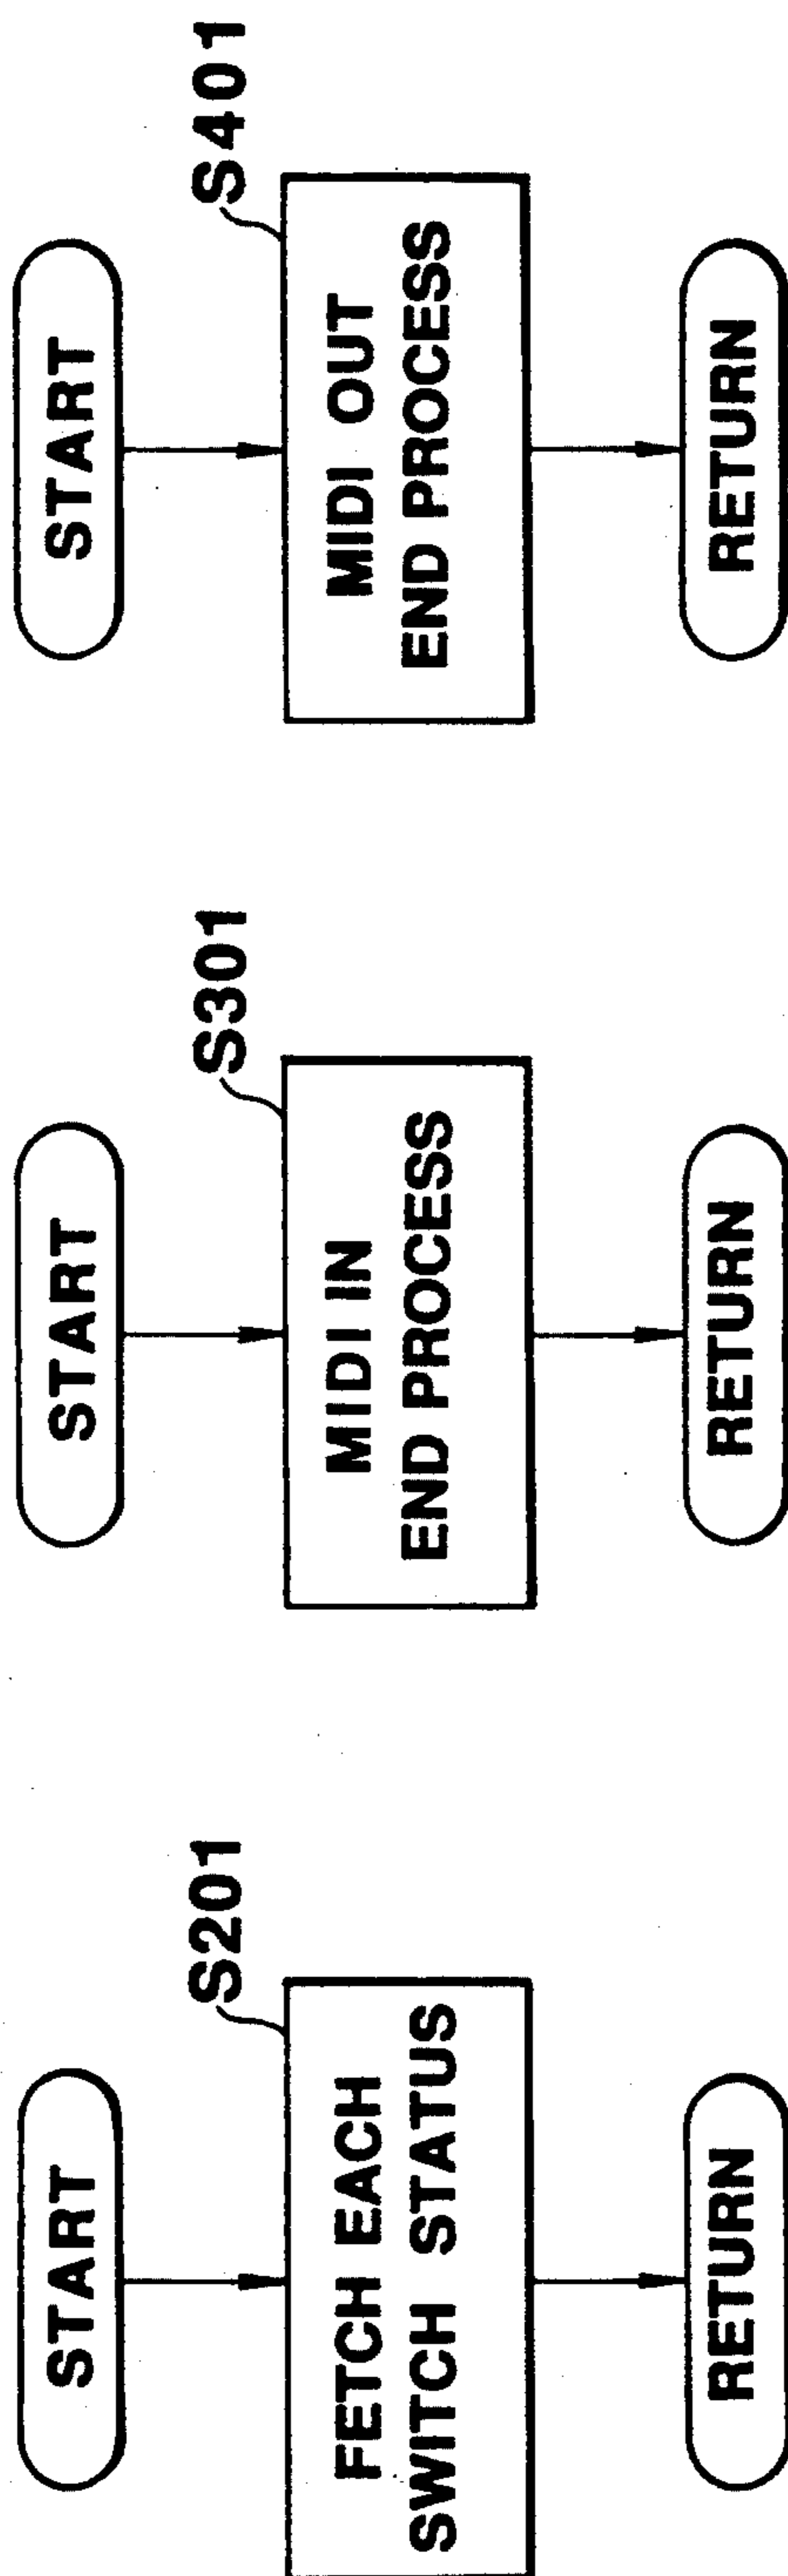 START
S201
FETCH EACH
SWITCH STATUS
RETURN
START
S301
MIDI IN
END PROCESS
RETURN
START
S401
MIDI OUT
END PROCESS
RETURN